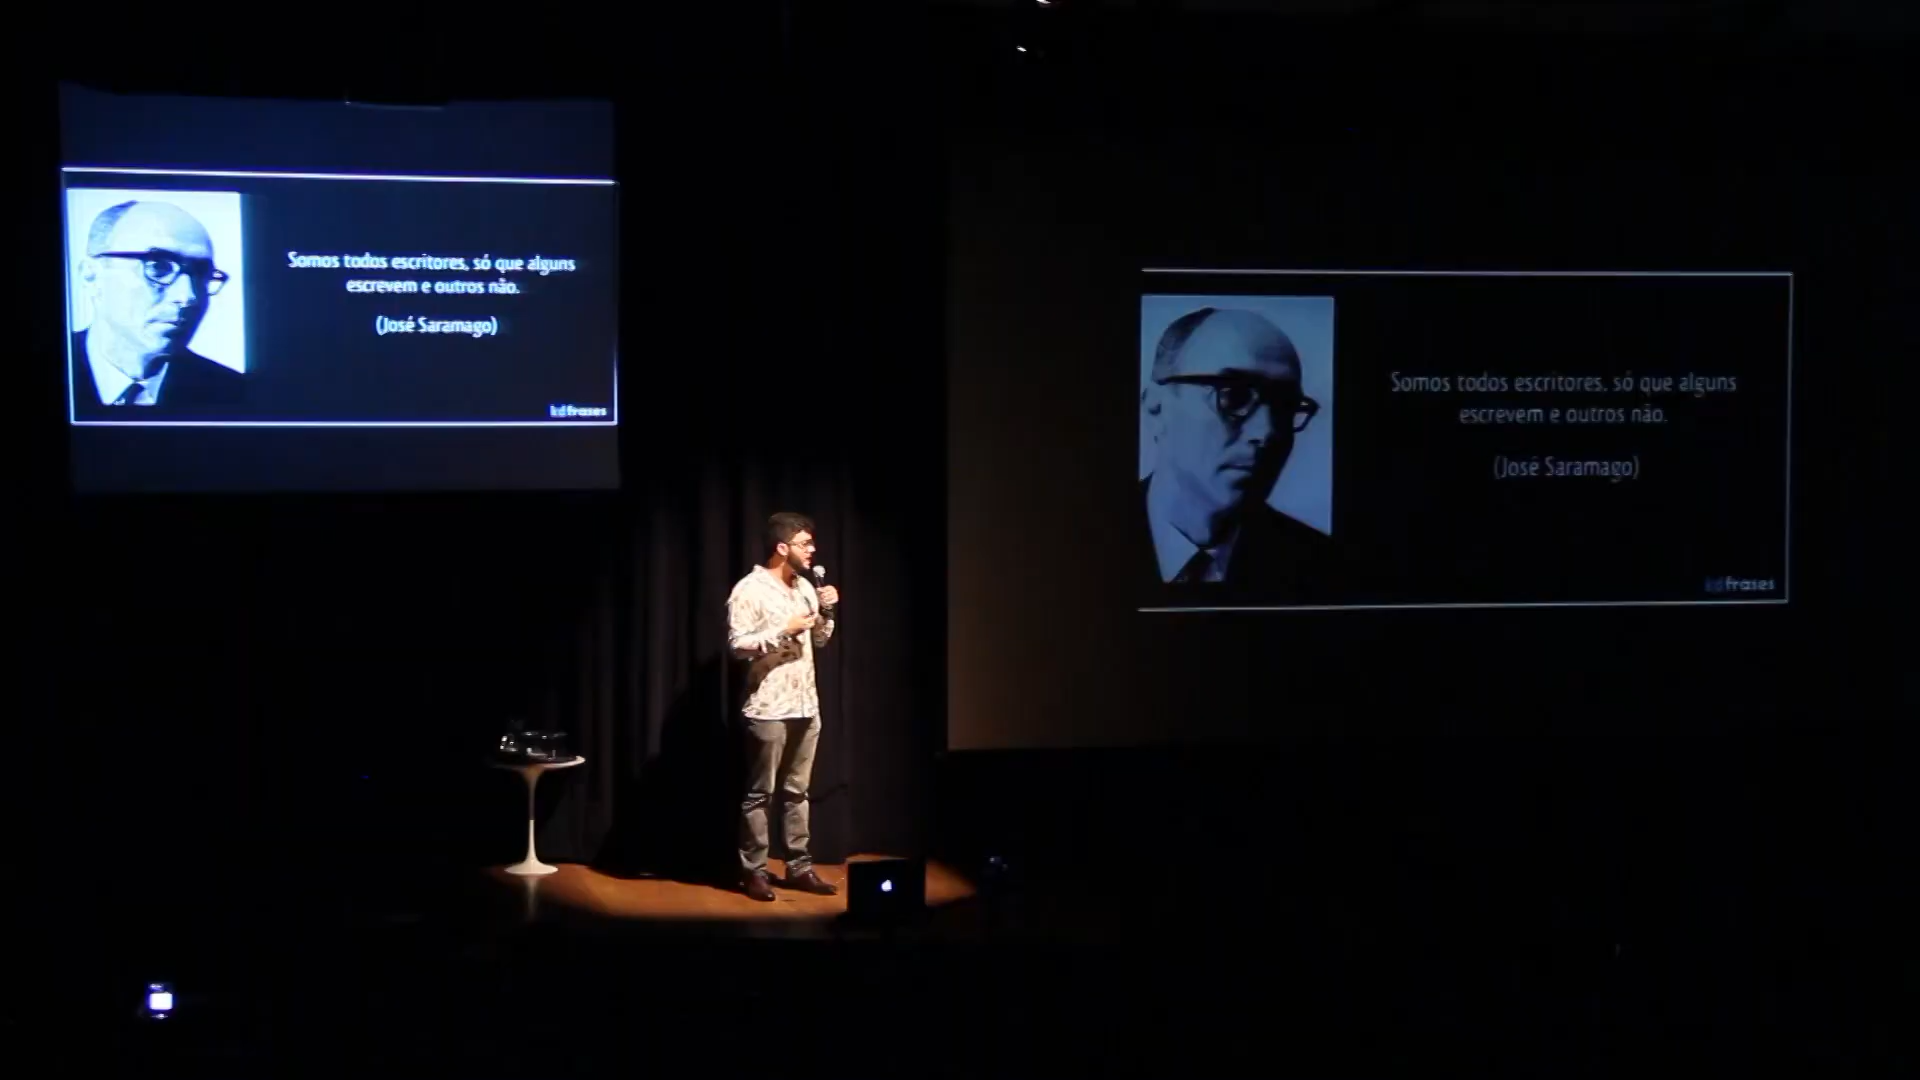 Somos todos escritores, só que alguns
escrevem e outros não.
(José Saramago)
kdfrases
Somos todos escritores, só que alguns
escrevem e outros não.
(José Saramago)
kdfrases